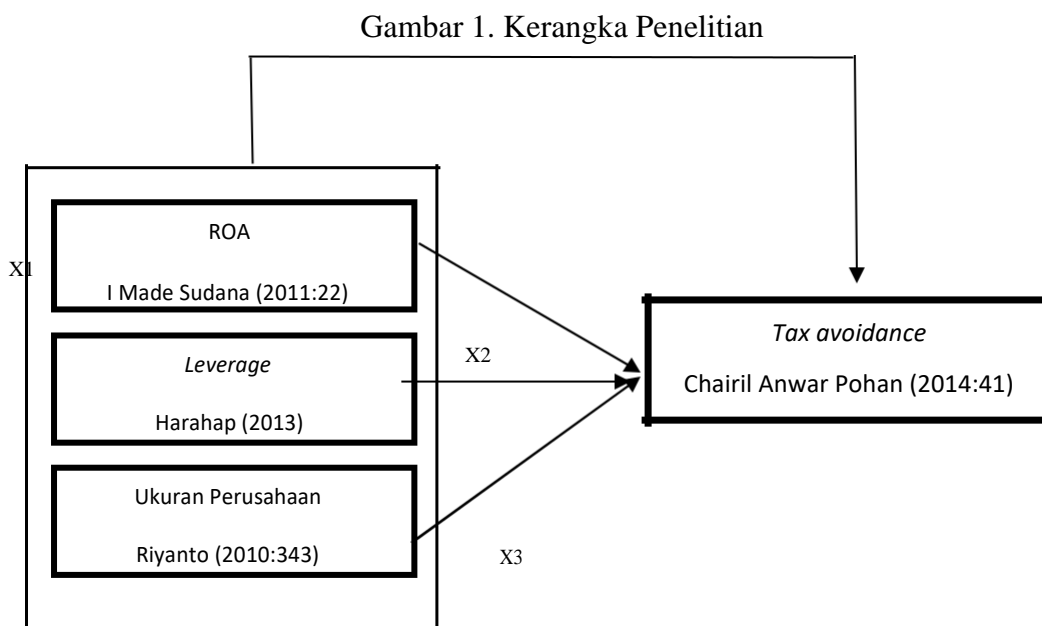 Gambar 1. Kerangka Penelitian
ROA
X1
I Made Sudana (2011:22)
Leverage
X2
Harahap (2013)
Ukuran Perusahaan
Riyanto (2010:343)
X3
Tax avoidance
Chairil Anwar Pohan (2014:41)